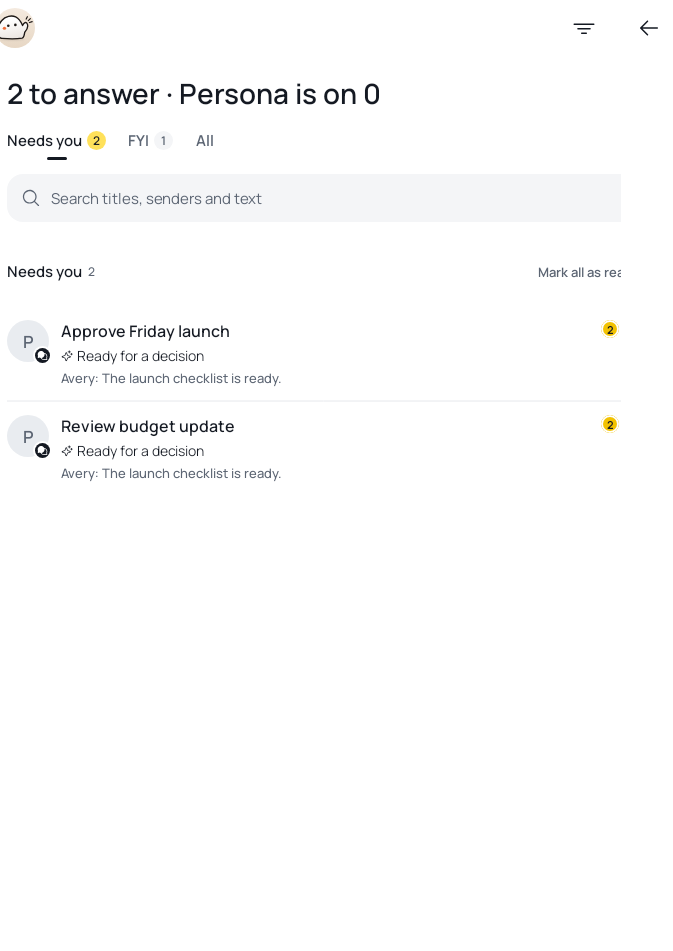 2 to answer · Persona is on 0
Needs you 2 FYI 1 All
Search titles, senders and text
Needs you 2
Mark all as rea
P
Approve Friday launch
2
Ready for a decision
Avery: The launch checklist is ready.
P
Review budget update
2
Ready for a decision
Avery: The launch checklist is ready.